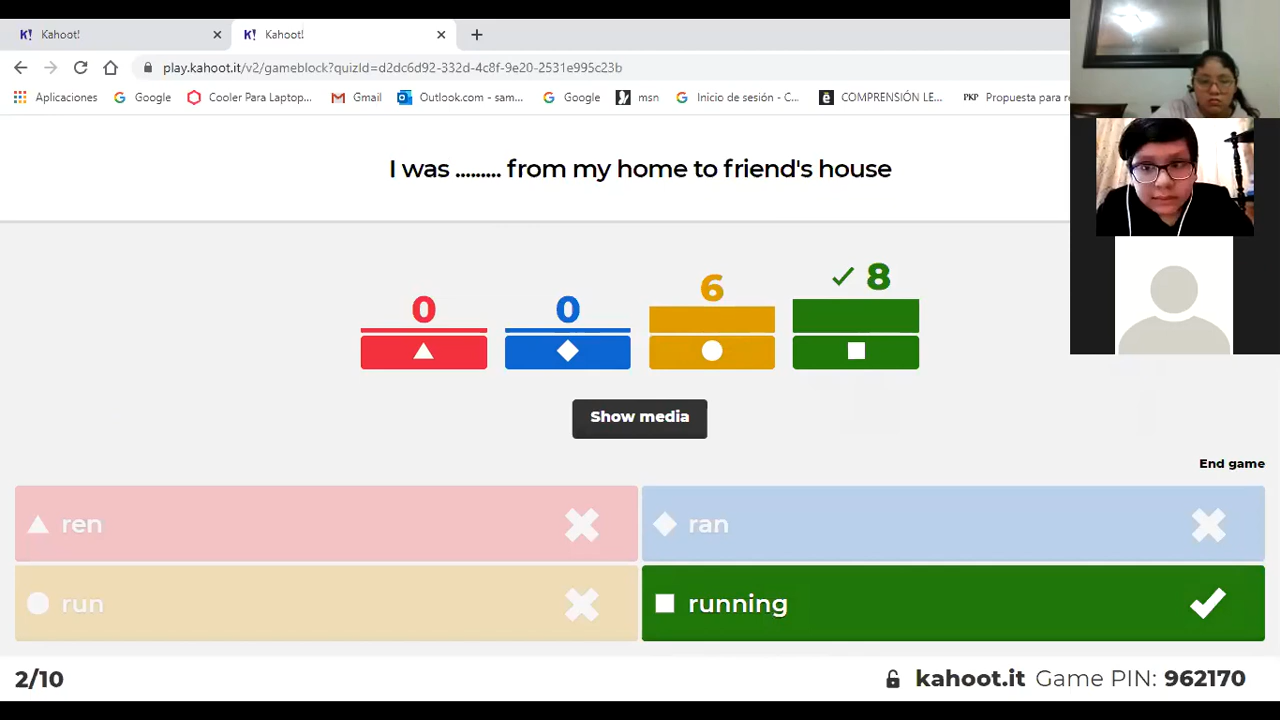 K! Kahoot! K! Kahoot!
play.kahoot.it/v2/gameblock?quizId=d2dc6d92-332d-4c8f-9e20-2531e995c23b
Aplicaciones Google Cooler Para Laptop... Gmail Outlook.com - sam... Google msn Inicio de sesión - C... COMPRENSIÓN LE... PKP Propuesta para re
I was ......... from my home to friend's house
0 0 6 8
Show media
End game
ren ran
run running
2/10 kahoot.it Game PIN: 962170